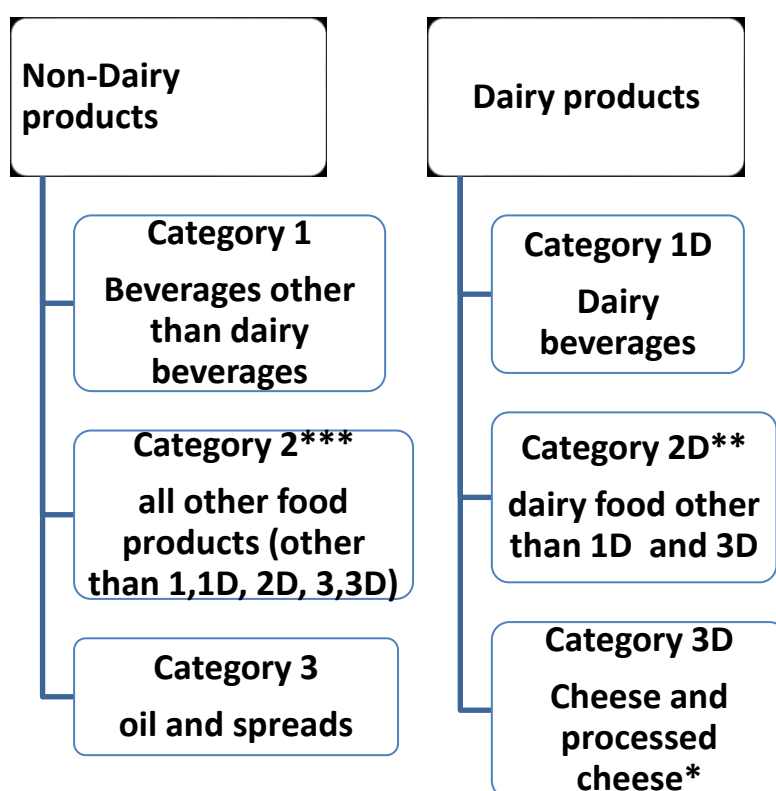 Non-Dairy
products
Category 1
Beverages other
than dairy
beverages
Category 2***
all other food
products (other
than 1,1D, 2D, 3,3D)
Category 3
oil and spreads
Dairy products
Category 1D
Dairy
beverages
Category 2D**
dairy food other
than 1D and 3D
Category 3D
Cheese and
processed
cheese*